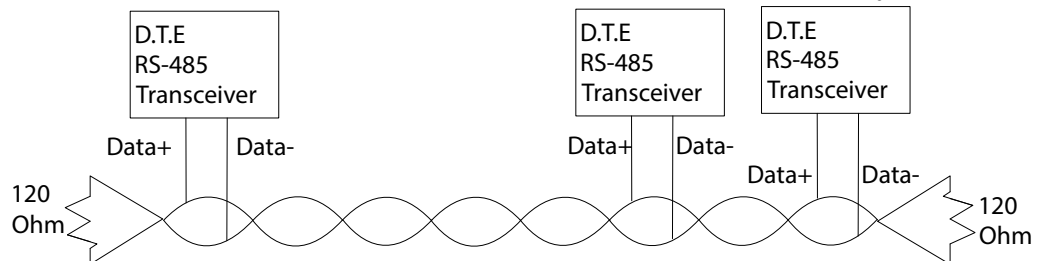 D.T.E
RS-485
Transceiver
D.T.E
RS-485
Transceiver
D.T.E
RS-485
Transceiver
Data+
Data-
Data+
Data-
Data+
Data-
120
Ohm
120
Ohm